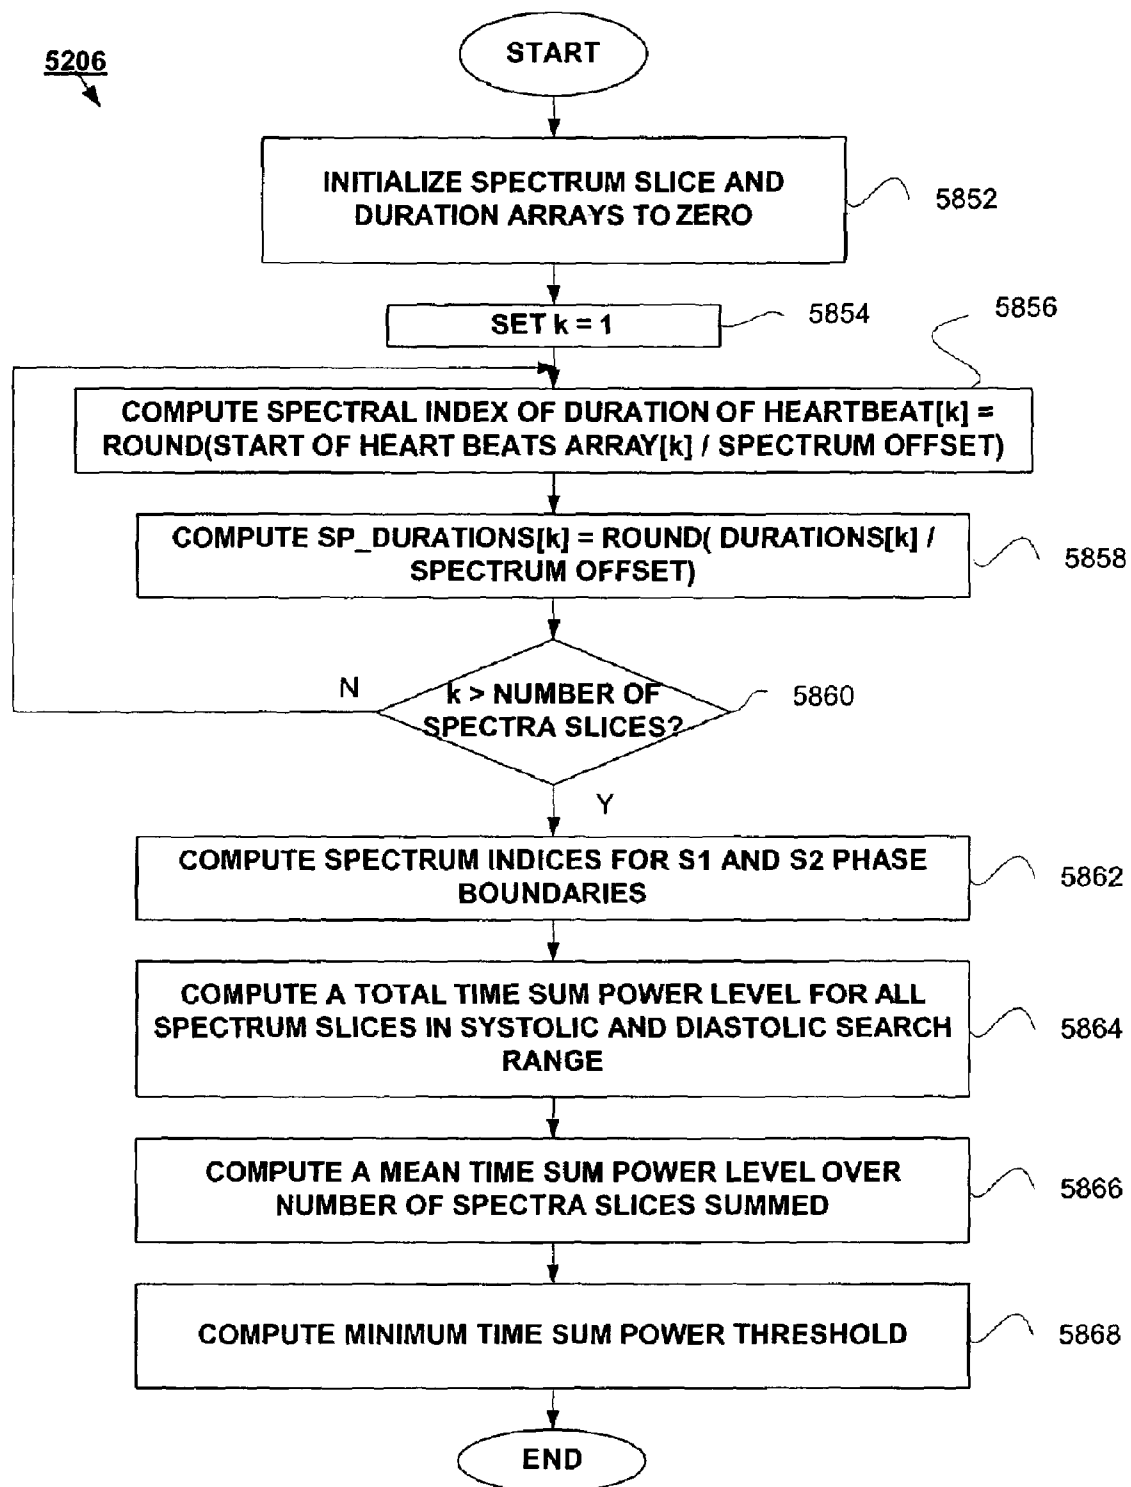 5206
START
INITIALIZE SPECTRUM SLICE AND
DURATION ARRAYS TO ZERO
5852
SET k = 1
5854
5856
COMPUTE SPECTRAL INDEX OF DURATION OF HEARTBEAT[k] =
ROUND(START OF HEART BEATS ARRAY[k] / SPECTRUM OFFSET)
COMPUTE SP_DURATIONS[k] = ROUND( DURATIONS[k] /
SPECTRUM OFFSET)
5858
N
k > NUMBER OF
SPECTRA SLICES?
5860
Y
COMPUTE SPECTRUM INDICES FOR S1 AND S2 PHASE
BOUNDARIES
5862
COMPUTE A TOTAL TIME SUM POWER LEVEL FOR ALL
SPECTRUM SLICES IN SYSTOLIC AND DIASTOLIC SEARCH
RANGE
5864
COMPUTE A MEAN TIME SUM POWER LEVEL OVER
NUMBER OF SPECTRA SLICES SUMMED
5866
COMPUTE MINIMUM TIME SUM POWER THRESHOLD
5868
END